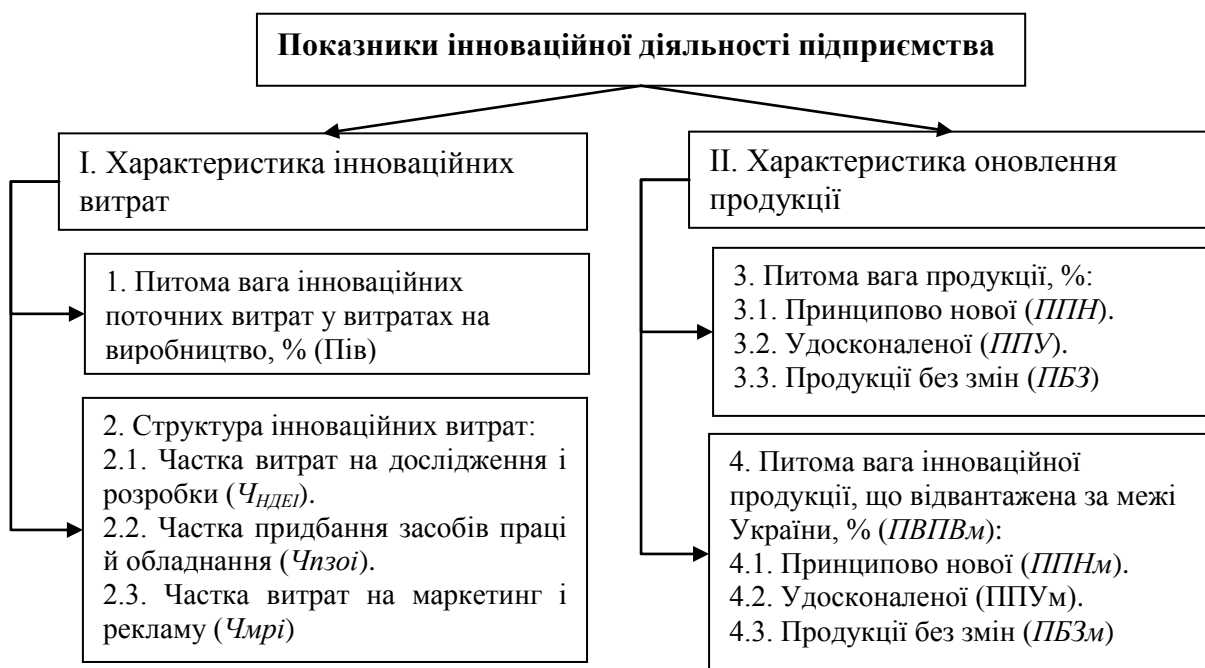 Показники інноваційної діяльності підприємства
І. Характеристика інноваційних
витрат
1. Питома вага інноваційних
поточних витрат у витратах на
виробництво, % (Пів)
2. Структура інноваційних витрат:
2.1. Частка витрат на дослідження і
розробки (Ч_НДЕІ).
2.2. Частка придбання засобів праці
й обладнання (Чпзоі).
2.3. Частка витрат на маркетинг і
рекламу (Чмрі)
ІІ. Характеристика оновлення
продукції
3. Питома вага продукції, %:
3.1. Принципово нової (ППН).
3.2. Удосконаленої (ППУ).
3.3. Продукції без змін (ПБЗ)
4. Питома вага інноваційної
продукції, що відвантажена за межі
України, % (ПВПВм):
4.1. Принципово нової (ППНм).
4.2. Удосконаленої (ППУм).
4.3. Продукції без змін (ПБЗм)